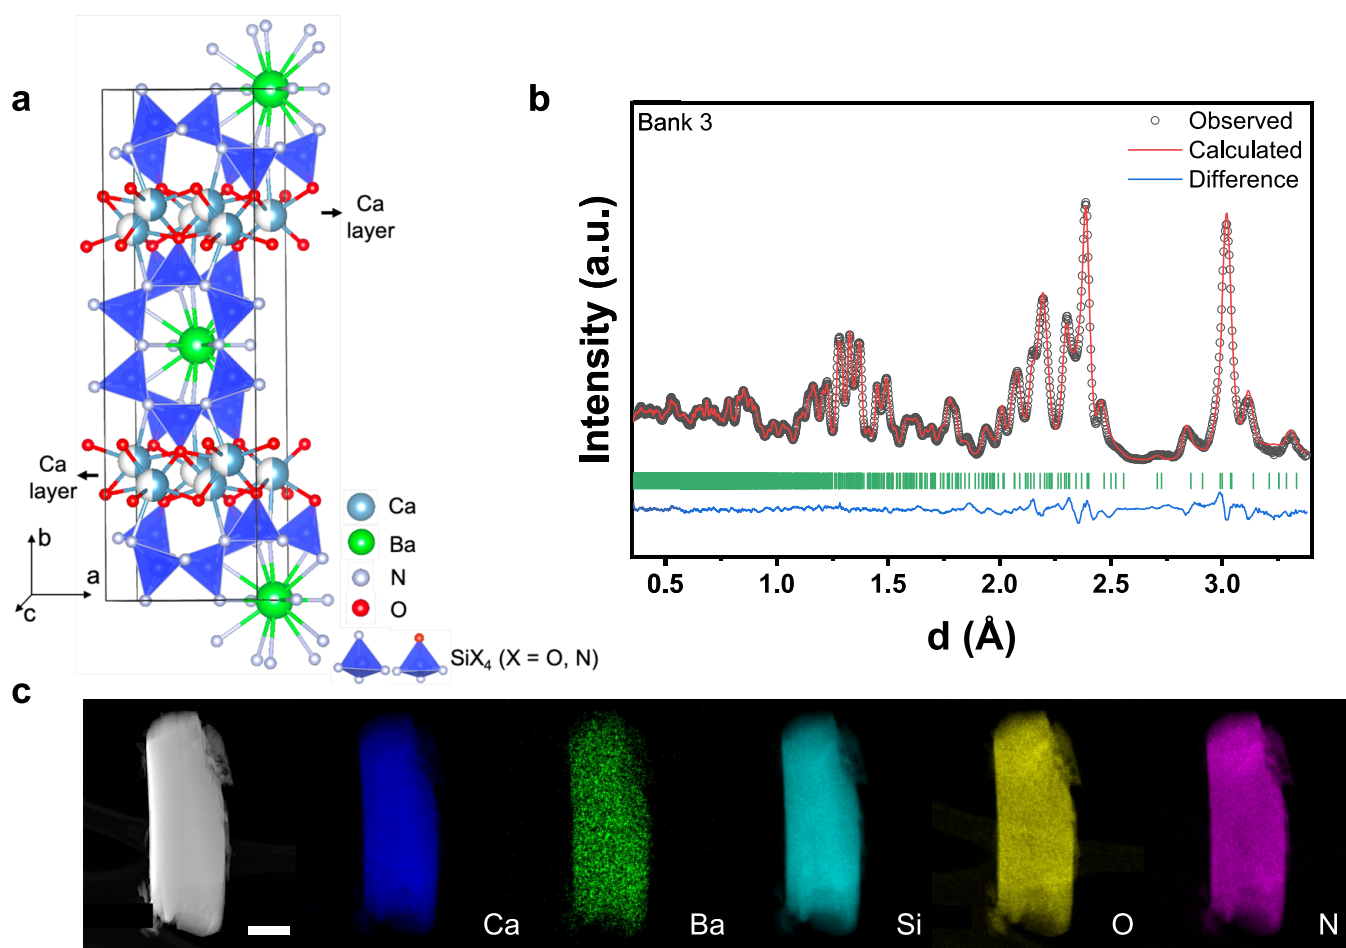 a
Ca
layer
Ca
layer
b
a
c
Ca
Ba
N
O
SiX₄ (X = O, N)
b
Bank 3
Observed
Calculated
Difference
Intensity (a.u.)
0.5 1.0 1.5 2.0 2.5 3.0
d (Å)
c
Ca Ba Si O N